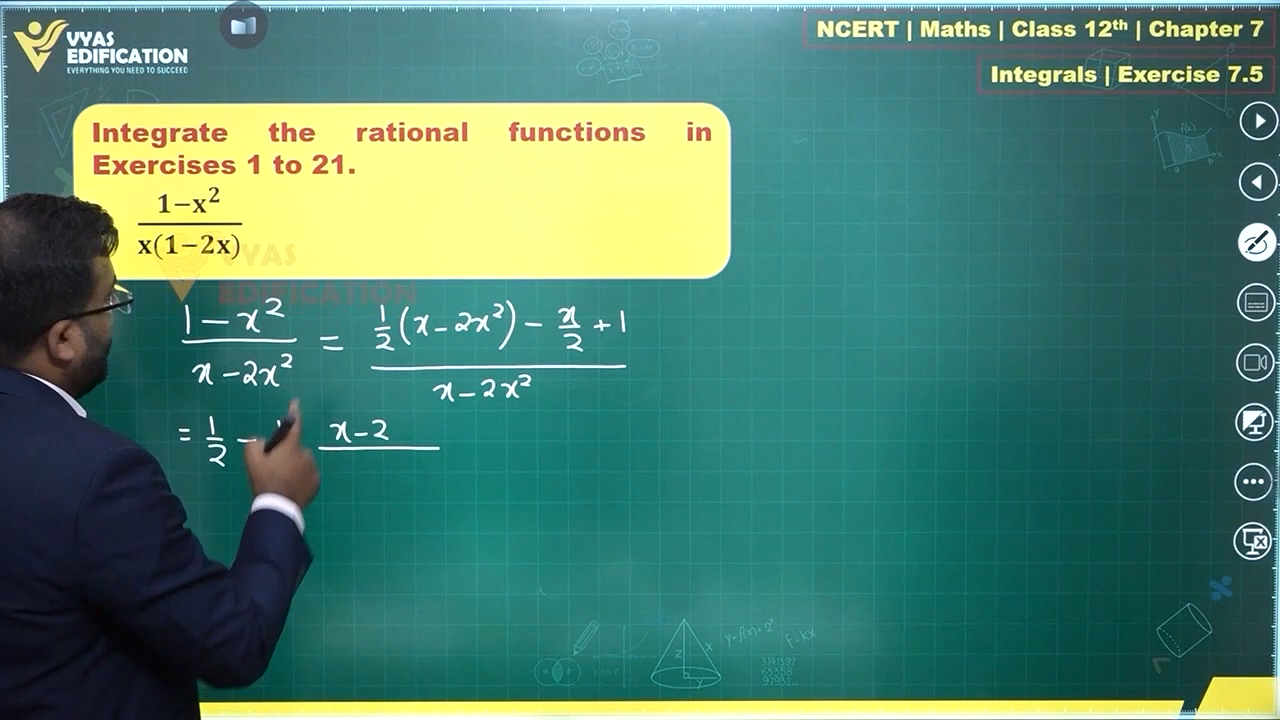 VYAS
EDIFICATION
EVERYTHING YOU NEED TO SUCCEED
NCERT | Maths | Class 12th | Chapter 7
Integrals | Exercise 7.5
Integrate the rational functions in
Exercises 1 to 21.
1−x²
x(1−2x)
VYAS
EDIFICATION
1 − x² / x − 2x² = ½(x − 2x²) − x/2 + 1 / x − 2x²
= ½ − x − 2